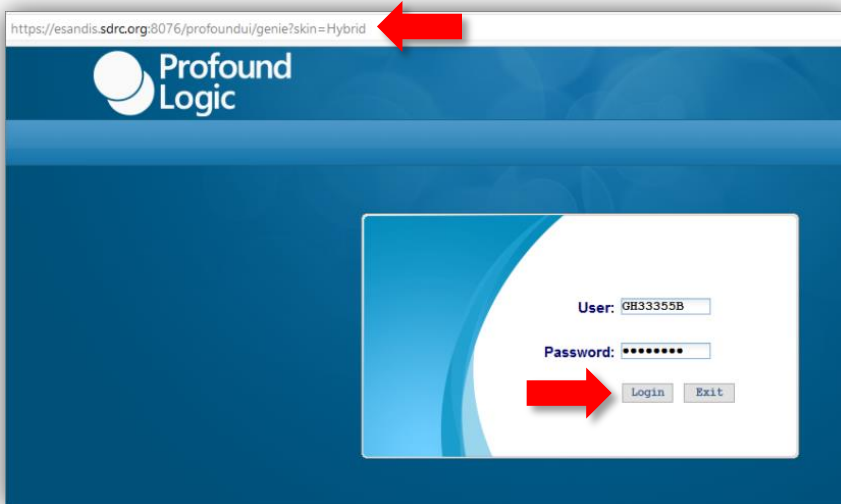 https://esandis.sdrc.org:8076/profoundui/genie?skin=Hybrid
Profound
Logic
User: GH33355B
Password: ••••••••
Login Exit